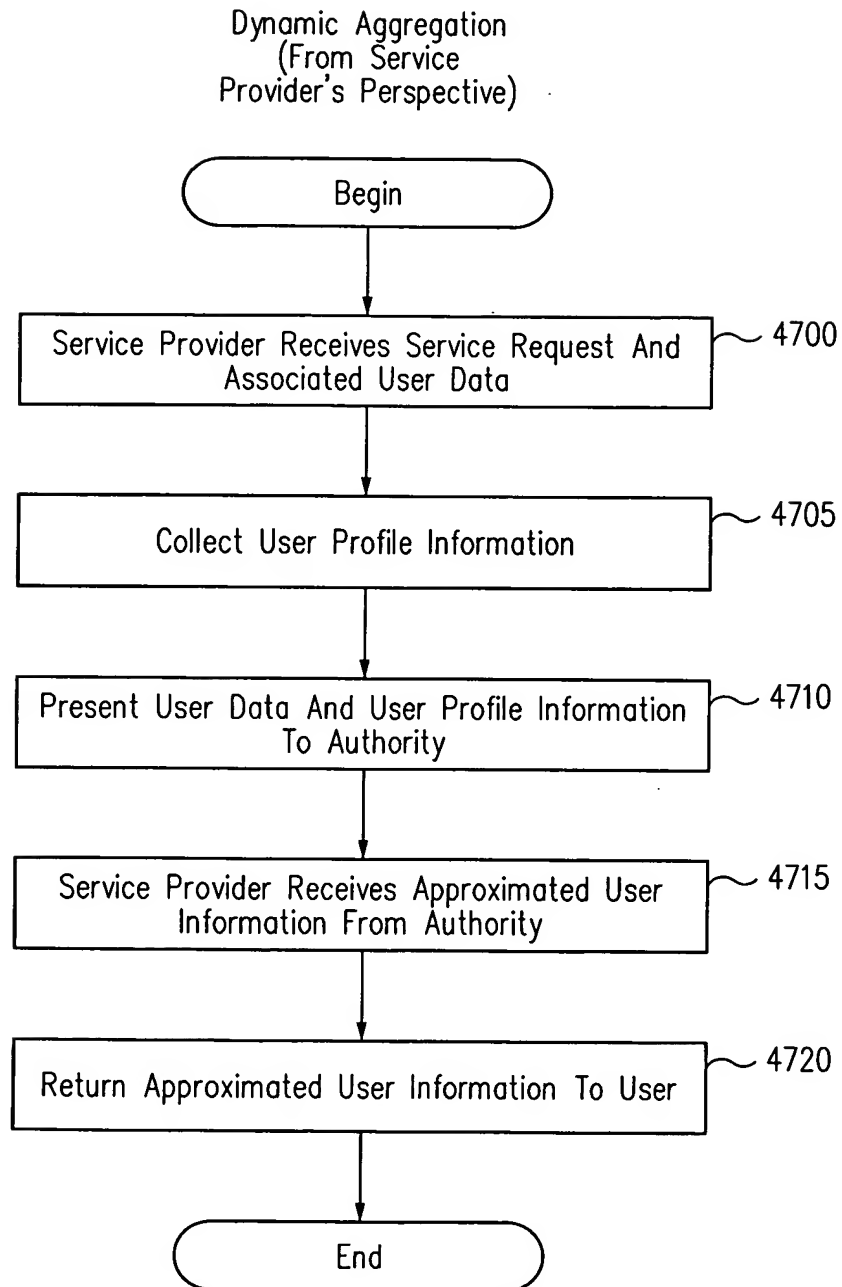 Dynamic Aggregation
(From Service
Provider's Perspective)
Begin
Service Provider Receives Service Request And
Associated User Data
4700
Collect User Profile Information
4705
Present User Data And User Profile Information
To Authority
4710
Service Provider Receives Approximated User
Information From Authority
4715
Return Approximated User Information To User
4720
End